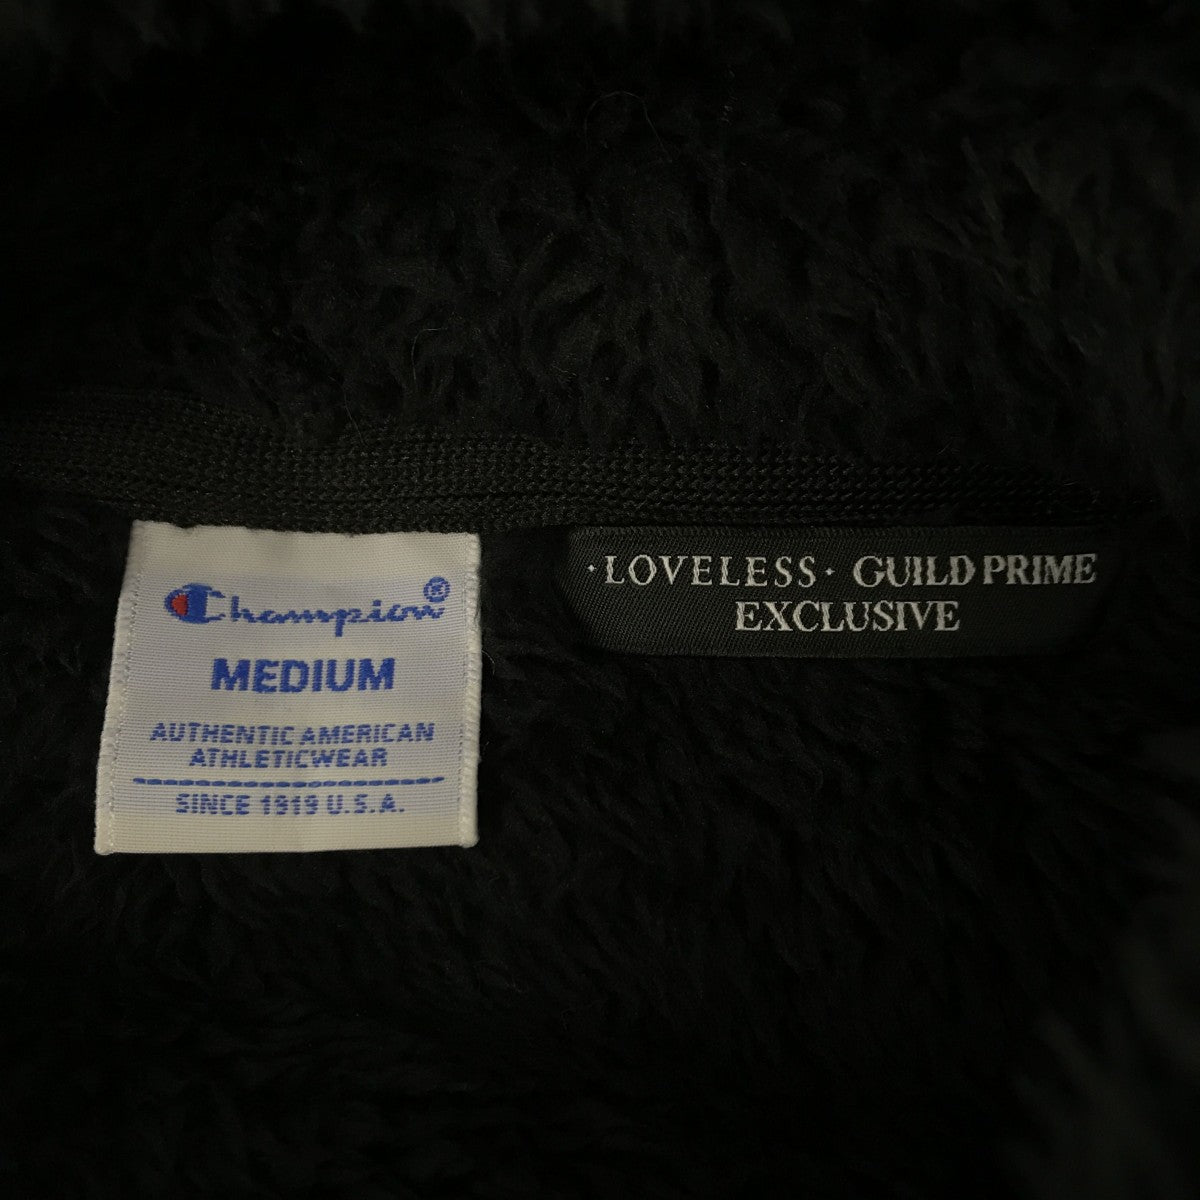 Champion®
MEDIUM
AUTHENTIC AMERICAN
ATHLETICWEAR
SINCE 1919 U.S.A.
·LOVELESS· GUILD PRIME
EXCLUSIVE